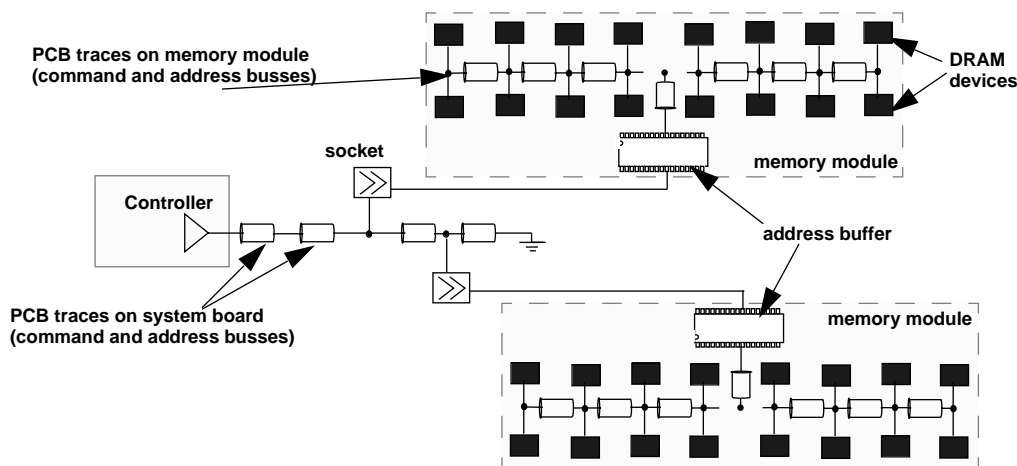 PCB traces on memory module
(command and address busses)
DRAM
devices
socket
memory module
Controller
address buffer
PCB traces on system board
(command and address busses)
memory module